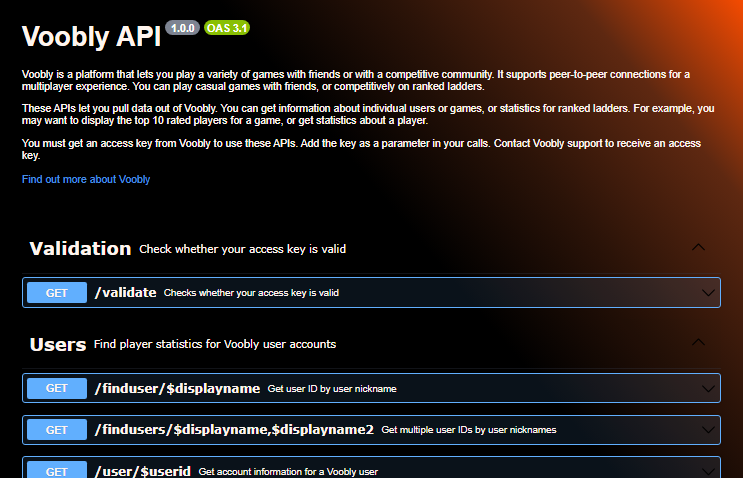 Voobly API 1.0.0 OAS 3.1
Voobly is a platform that lets you play a variety of games with friends or with a competitive community. It supports peer-to-peer connections for a
multiplayer experience. You can play casual games with friends, or competitively on ranked ladders.
These APIs let you pull data out of Voobly. You can get information about individual users or games, or statistics for ranked ladders. For example, you
may want to display the top 10 rated players for a game, or get statistics about a player.
You must get an access key from Voobly to use these APIs. Add the key as a parameter in your calls. Contact Voobly support to receive an access
key.
Find out more about Voobly
Validation Check whether your access key is valid
GET /validate Checks whether your access key is valid
Users Find player statistics for Voobly user accounts
GET /finduser/$displayname Get user ID by user nickname
GET /findusers/$displayname,$displayname2 Get multiple user IDs by user nicknames
GET /user/$userid Get account information for a Voobly user